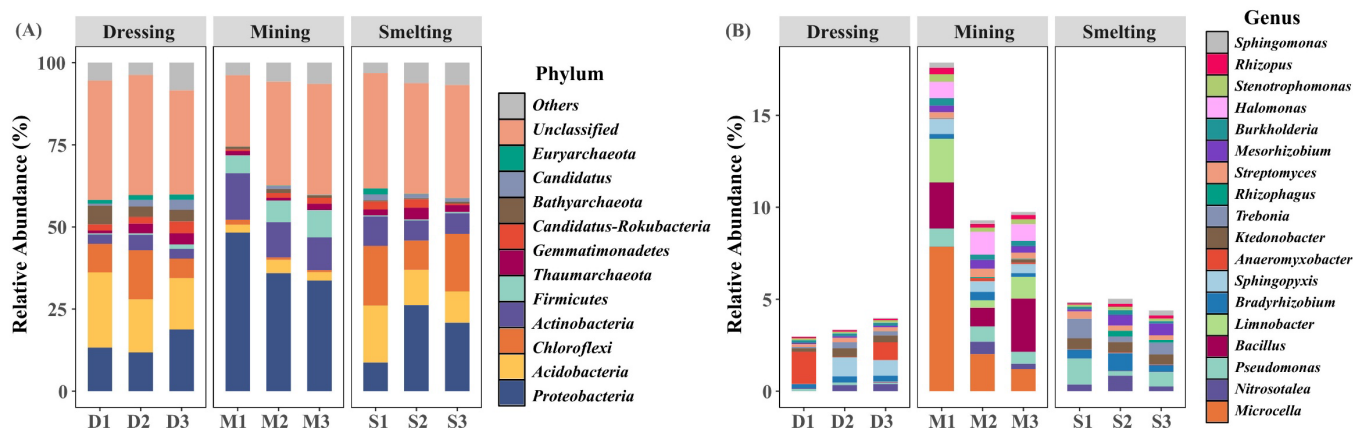 (A)
Dressing
Mining
Smelting
Relative Abundance (%)
100
75
50
25
0
D1 D2 D3 M1 M2 M3 S1 S2 S3
Phylum
Others
Unclassified
Euryarchaeota
Candidatus
Bathyarchaeota
Candidatus-Rokubacteria
Gemmatimonadetes
Thaumarchaeota
Firmicutes
Actinobacteria
Chloroflexi
Acidobacteria
Proteobacteria
(B)
Dressing
Mining
Smelting
Relative Abundance (%)
15
10
5
0
D1 D2 D3 M1 M2 M3 S1 S2 S3
Genus
Sphingomonas
Rhizopus
Stenotrophomonas
Halomonas
Burkholderia
Mesorhizobium
Streptomyces
Rhizophagus
Trebonia
Ktedonobacter
Anaeromyxobacter
Sphingopyxis
Bradyrhizobium
Limnobacter
Bacillus
Pseudomonas
Nitrosotalea
Microcella